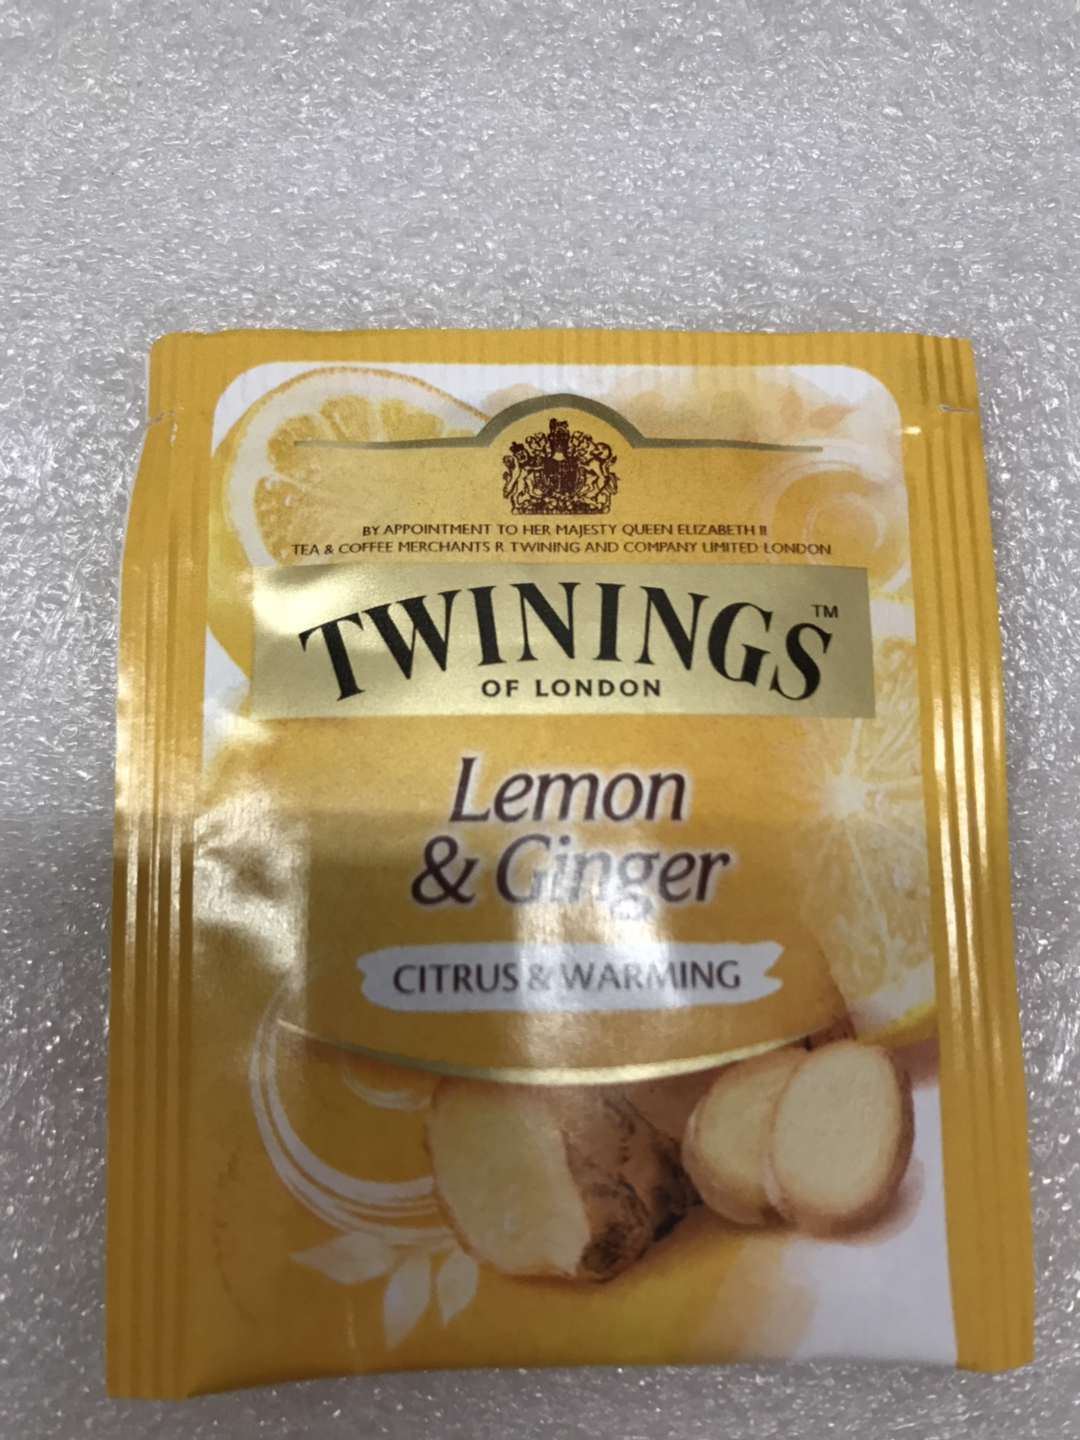 BY APPOINTMENT TO HER MAJESTY QUEEN ELIZABETH II
TEA & COFFEE MERCHANTS R. TWINING AND COMPANY LIMITED LONDON
TWININGS™
OF LONDON
Lemon
& Ginger
CITRUS & WARMING